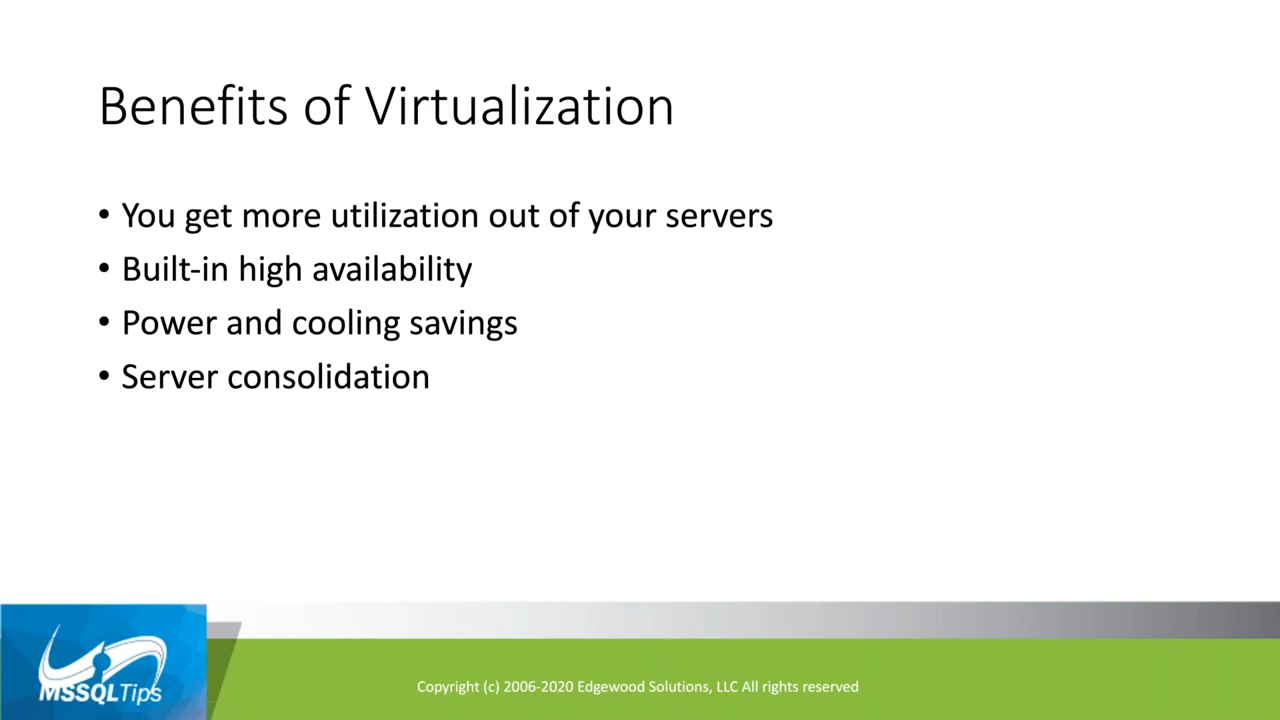 Benefits of Virtualization
• You get more utilization out of your servers
• Built-in high availability
• Power and cooling savings
• Server consolidation
MSSQLTips
Copyright (c) 2006-2020 Edgewood Solutions, LLC All rights reserved